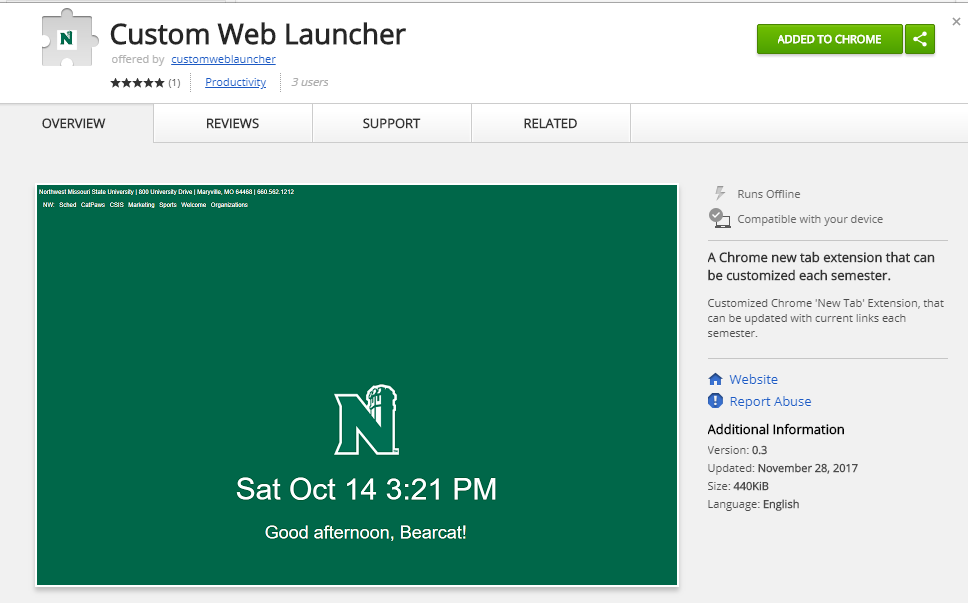 N
Custom Web Launcher
offered by customweblauncher
★★★★★ (1) Productivity 3 users
ADDED TO CHROME
OVERVIEW REVIEWS SUPPORT RELATED
Northwest Missouri State University | 800 University Drive | Maryville, MO 64468 | 660.562.1212
NW: Sched CatPaws CSIS Marketing Sports Welcome Organizations
N
Sat Oct 14 3:21 PM
Good afternoon, Bearcat!
Runs Offline
Compatible with your device
A Chrome new tab extension that can
be customized each semester.
Customized Chrome 'New Tab' Extension, that
can be updated with current links each
semester.
Website
Report Abuse
Additional Information
Version: 0.3
Updated: November 28, 2017
Size: 440KiB
Language: English